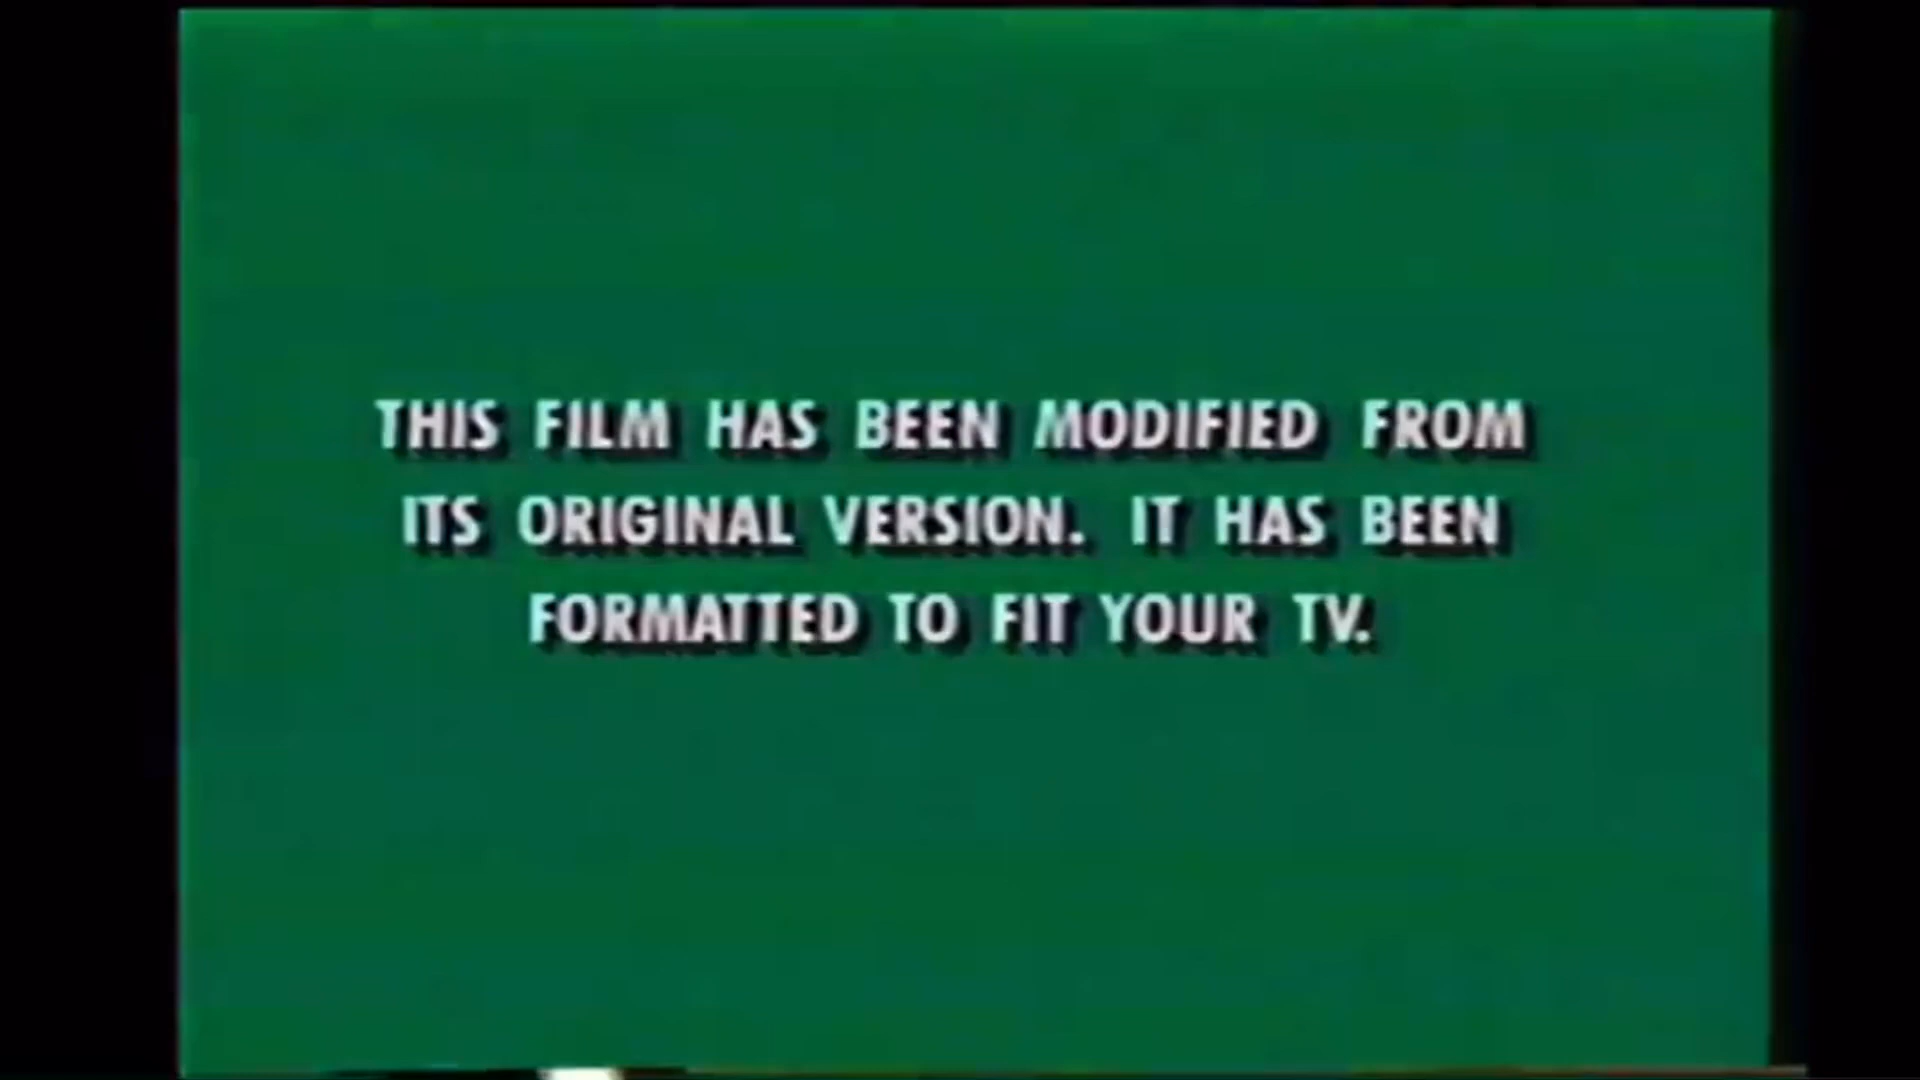 THIS FILM HAS BEEN MODIFIED FROM
ITS ORIGINAL VERSION. IT HAS BEEN
FORMATTED TO FIT YOUR TV.